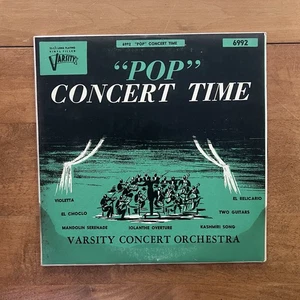 VARSITY
6992 "POP" CONCERT TIME
6992
"POP"
CONCERT TIME
VIOLETTA
EL RELICARIO
EL CHOCLO
TWO GUITARS
MANDOLIN SERENADE
IOLANTHE OVERTURE
KASHMIRI SONG
VARSITY CONCERT ORCHESTRA